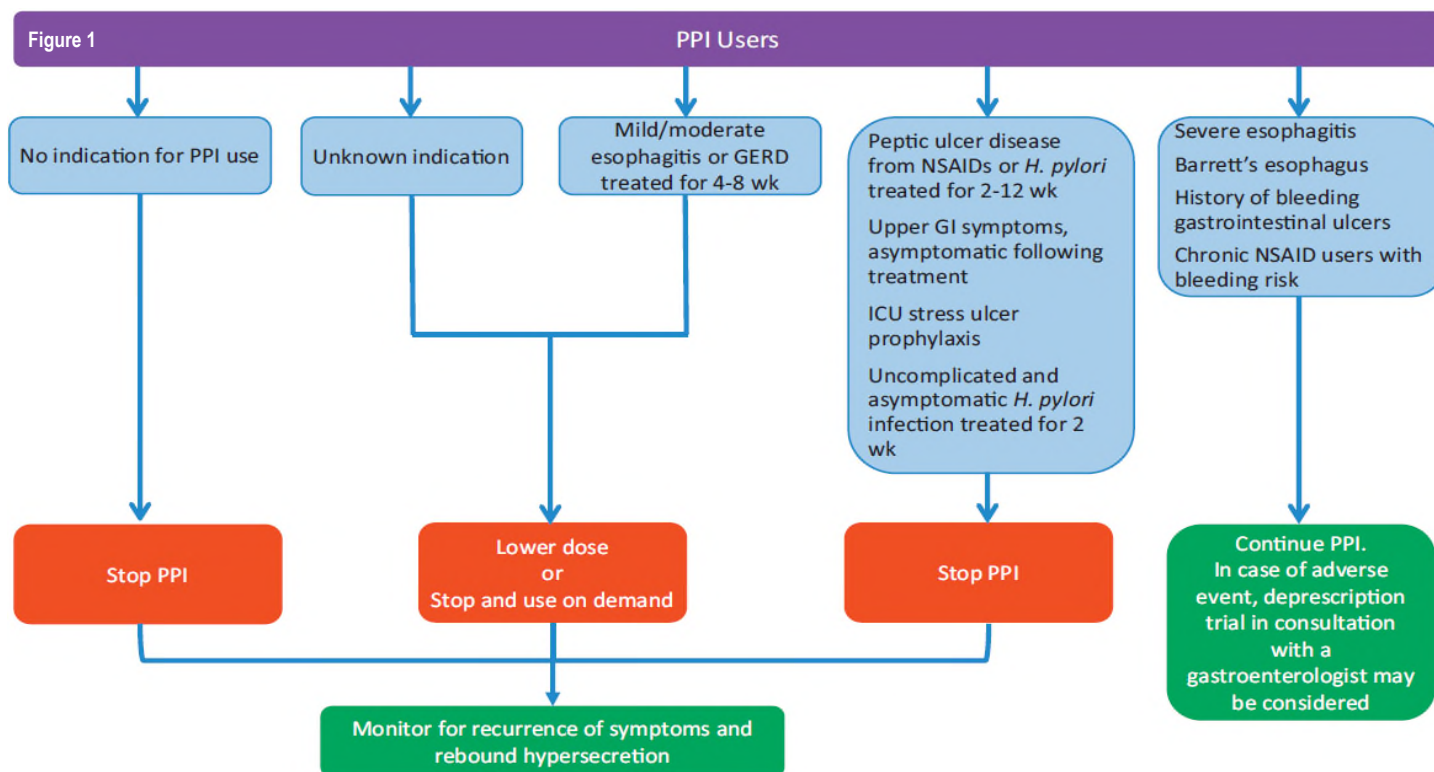 Figure 1
PPI Users
No indication for PPI use
Unknown indication
Mild/moderate
esophagitis or GERD
treated for 4-8 wk
Peptic ulcer disease
from NSAIDs or H. pylori
treated for 2-12 wk
Upper GI symptoms,
asymptomatic following
treatment
ICU stress ulcer
prophylaxis
Uncomplicated and
asymptomatic H. pylori
infection treated for 2
wk
Severe esophagitis
Barrett’s esophagus
History of bleeding
gastrointestinal ulcers
Chronic NSAID users with
bleeding risk
Stop PPI
Lower dose
or
Stop and use on demand
Stop PPI
Continue PPI.
In case of adverse
event, deprescription
trial in consultation
with a
gastroenterologist may
be considered
Monitor for recurrence of symptoms and
rebound hypersecretion